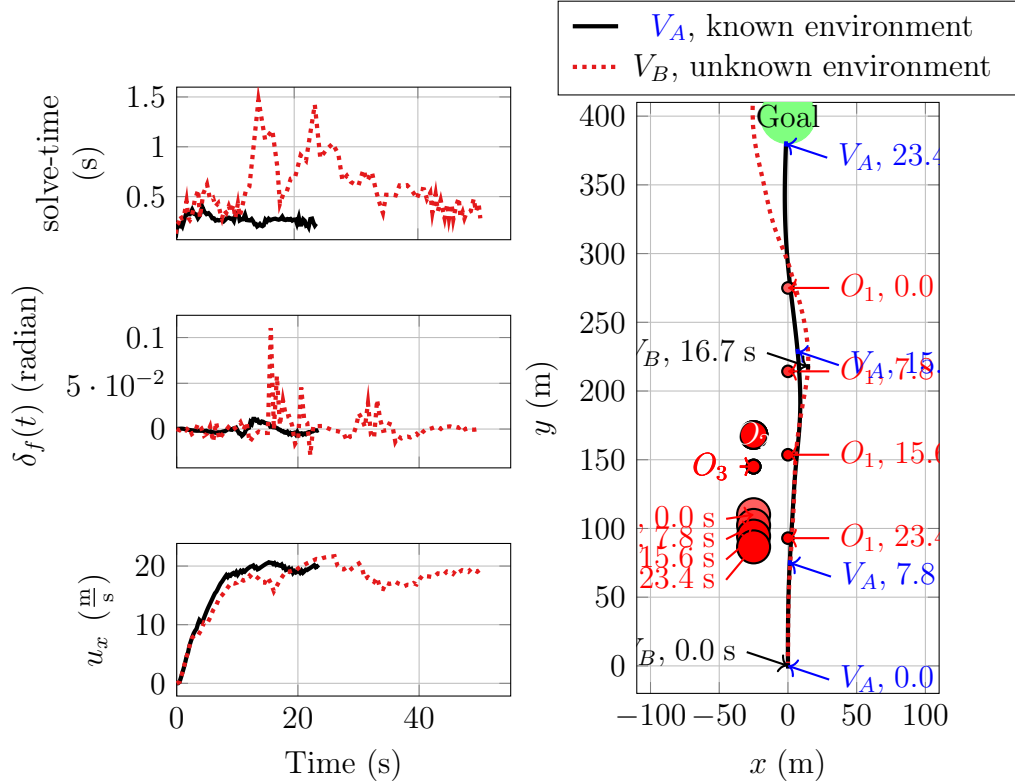 V_A, known environment
V_B, unknown environment
solve-time
(s)
1.5
1
0.5
δ_f(t) (radian)
0.1
5 · 10^{-2}
0
u_x (m/s)
20
10
0
0
20
40
Time (s)
y (m)
400
350
300
250
200
150
100
50
0
−100
−50
0
50
100
x (m)
Goal
V_A, 23.4
O_1, 0.0
V_B, 16.7 s
V_A, 15.
O_1, 7.8
O_1, 15.6
O_3
, 0.0 s
, 7.8 s
15.6 s
23.4 s
O_1, 23.4
V_A, 7.8
V_B, 0.0 s
V_A, 0.0